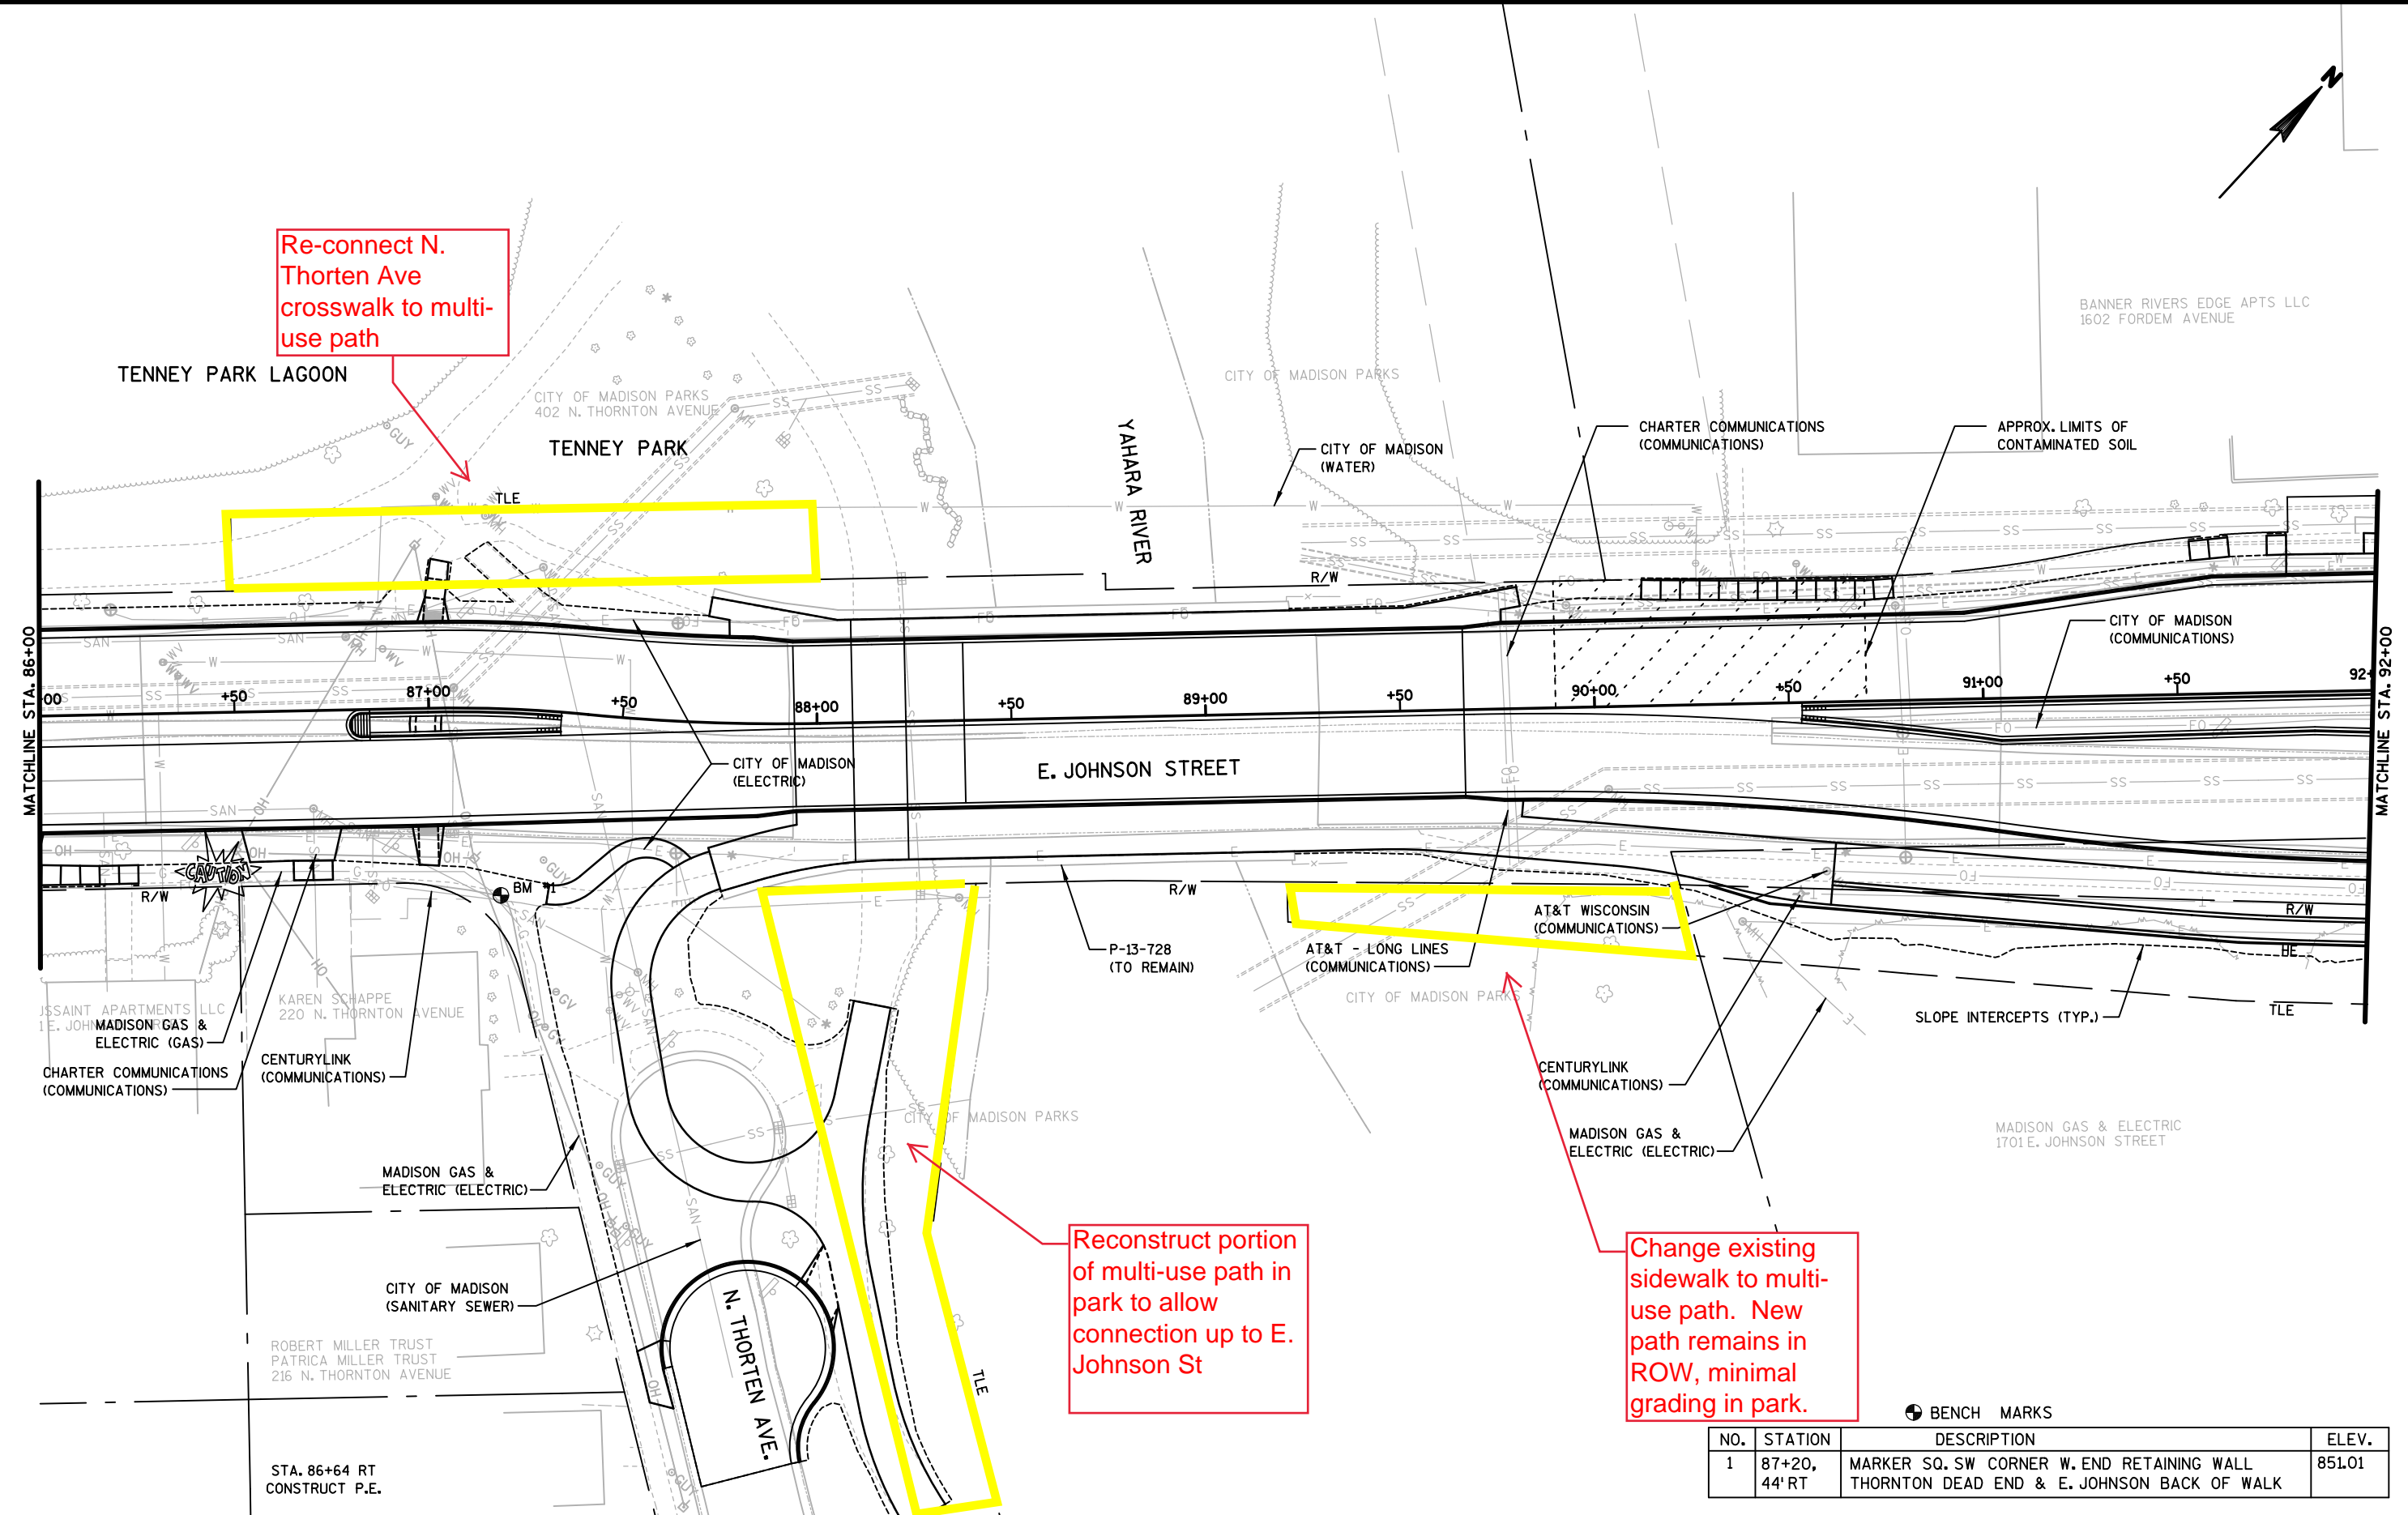 N
Re-connect N.
Thorten Ave
crosswalk to multi-
use path
TENNEY PARK LAGOON
CITY OF MADISON PARKS
402 N. THORNTON AVENUE
TENNEY PARK
TLE
GUY
YAHARA RIVER
CITY OF MADISON PARKS
CITY OF MADISON
(WATER)
CHARTER COMMUNICATIONS
(COMMUNICATIONS)
APPROX. LIMITS OF
CONTAMINATED SOIL
BANNER RIVERS EDGE APTS LLC
1602 FORDEM AVENUE
R/W
CITY OF MADISON
(COMMUNICATIONS)
MATCHLINE STA. 86+00
+50
87+00
+50
88+00
+50
89+00
+50
90+00
+50
91+00
+50
MATCHLINE STA. 92+00
CITY OF MADISON
(ELECTRIC)
E. JOHNSON STREET
CAUTION
R/W
BM #1
R/W
P-13-728
(TO REMAIN)
AT&T WISCONSIN
(COMMUNICATIONS)
AT&T - LONG LINES
(COMMUNICATIONS)
R/W
HE
CITY OF MADISON PARKS
SLOPE INTERCEPTS (TYP.)
TLE
USSAINT APARTMENTS LLC
KAREN SCHAPPE
220 N. THORNTON AVENUE
MADISON GAS &
ELECTRIC (GAS)
CHARTER COMMUNICATIONS
(COMMUNICATIONS)
CENTURYLINK
(COMMUNICATIONS)
CENTURYLINK
(COMMUNICATIONS)
CITY OF MADISON PARKS
MADISON GAS &
ELECTRIC (ELECTRIC)
MADISON GAS & ELECTRIC
1701 E. JOHNSON STREET
MADISON GAS &
ELECTRIC (ELECTRIC)
Reconstruct portion
of multi-use path in
park to allow
connection up to E.
Johnson St
Change existing
sidewalk to multi-
use path.  New
path remains in
ROW, minimal
grading in park.
CITY OF MADISON
(SANITARY SEWER)
N. THORTEN AVE.
TLE
ROBERT MILLER TRUST
PATRICA MILLER TRUST
216 N. THORNTON AVENUE
STA. 86+64 RT
CONSTRUCT P.E.
BENCH MARKS
NO. STATION DESCRIPTION ELEV.
1 87+20, MARKER SQ. SW CORNER W. END RETAINING WALL 851.01
44' RT THORNTON DEAD END & E. JOHNSON BACK OF WALK